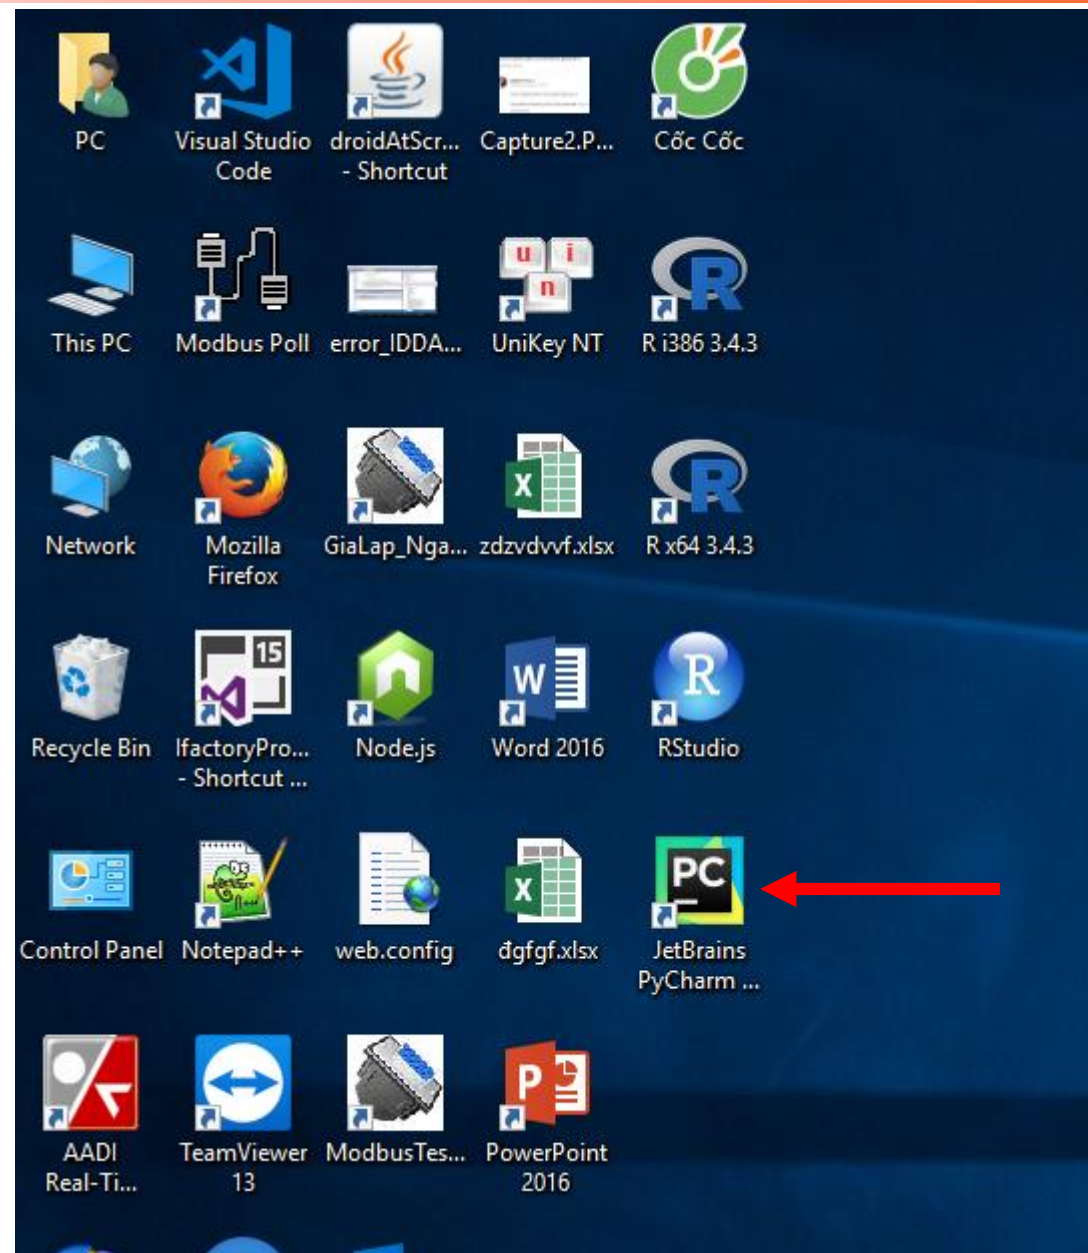 PC
Visual Studio
Code
droidAtScr...
- Shortcut
Capture2.P...
Cốc Cốc
This PC
Modbus Poll
error_IDDA...
u i
n
UniKey NT
R
R i386 3.4.3
Network
Mozilla
Firefox
GiaLap_Nga...
X
zdzvdvvf.xlsx
R
R x64 3.4.3
Recycle Bin
15
IfactoryPro...
- Shortcut ...
Node.js
W
Word 2016
R
RStudio
Control Panel
Notepad++
web.config
X
đgfgf.xlsx
PC
JetBrains
PyCharm ...
AADI
Real-Ti...
TeamViewer
13
ModbusTes...
P
PowerPoint
2016